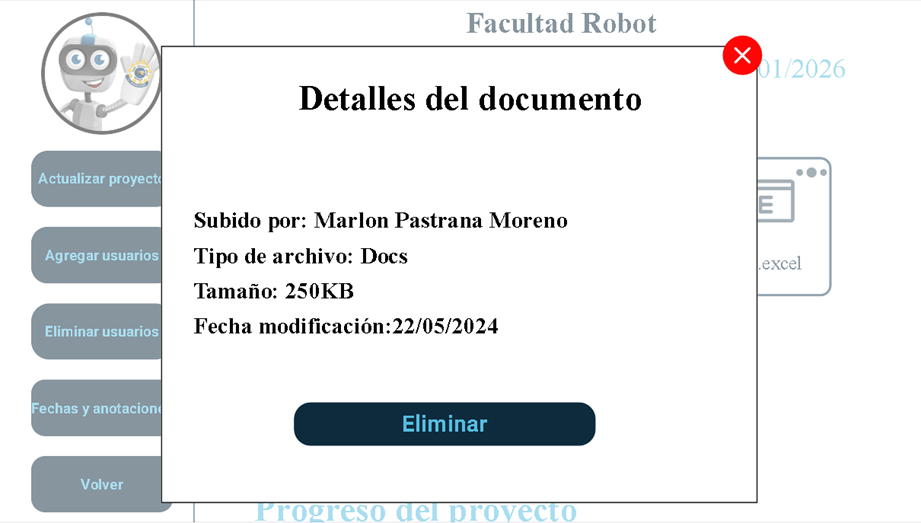 Facultad Robot
01/2026
Detalles del documento
Actualizar proyecto
Subido por: Marlon Pastrana Moreno
Agregar usuarios
Tipo de archivo: Docs
.excel
Tamaño: 250KB
Eliminar usuarios
Fecha modificación:22/05/2024
Fechas y anotacione
Eliminar
Volver
Progreso del proyecto